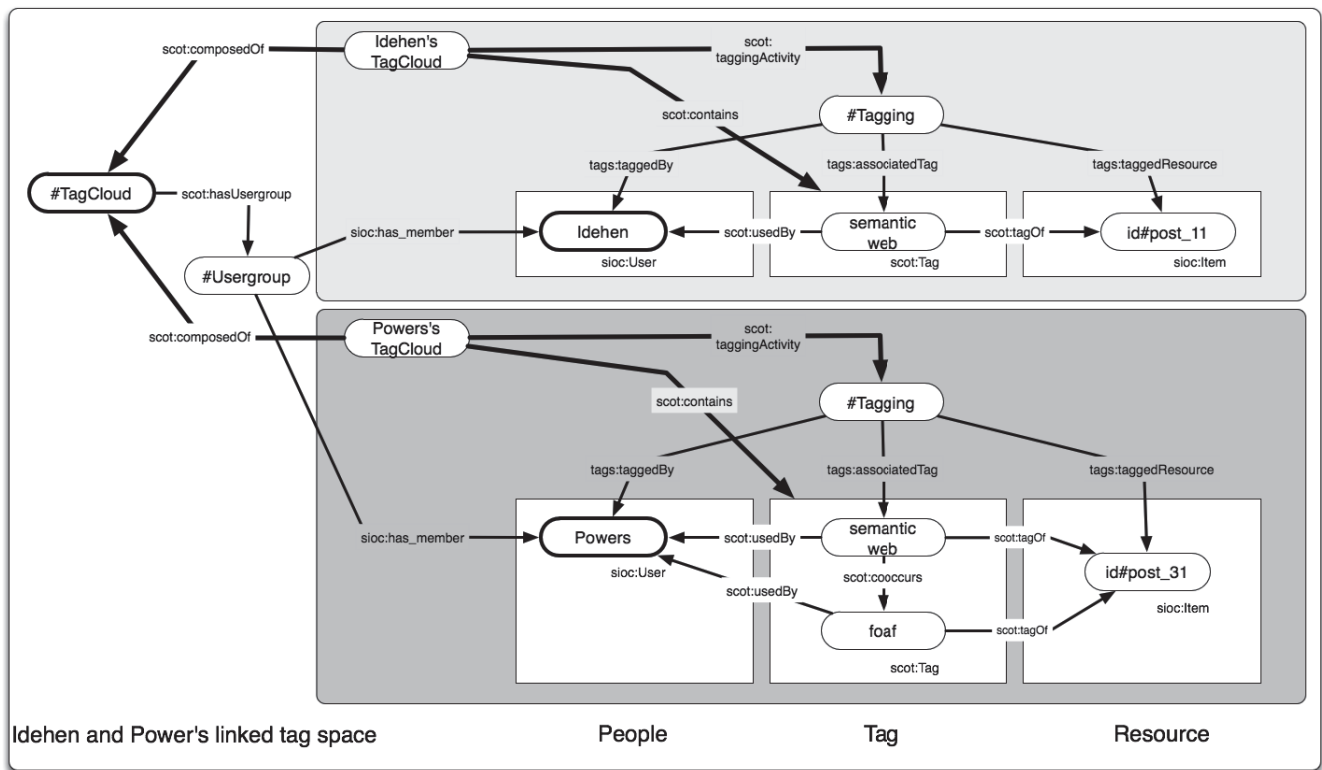 scot:composedOf
Idehen's
TagCloud
scot:
taggingActivity
scot:contains
#Tagging
tags:taggedBy
tags:associatedTag
tags:taggedResource
#TagCloud
scot:hasUsergroup
sioc:has_member
Idehen
scot:usedBy
semantic
web
scot:tagOf
id#post_11
sioc:User
scot:Tag
sioc:Item
#Usergroup
scot:composedOf
Powers's
TagCloud
scot:
taggingActivity
scot:contains
#Tagging
tags:taggedBy
tags:associatedTag
tags:taggedResource
sioc:has_member
Powers
scot:usedBy
semantic
web
scot:tagOf
id#post_31
sioc:User
scot:cooccurs
scot:usedBy
sioc:Item
foaf
scot:tagOf
scot:Tag
Idehen and Power's linked tag space
People
Tag
Resource